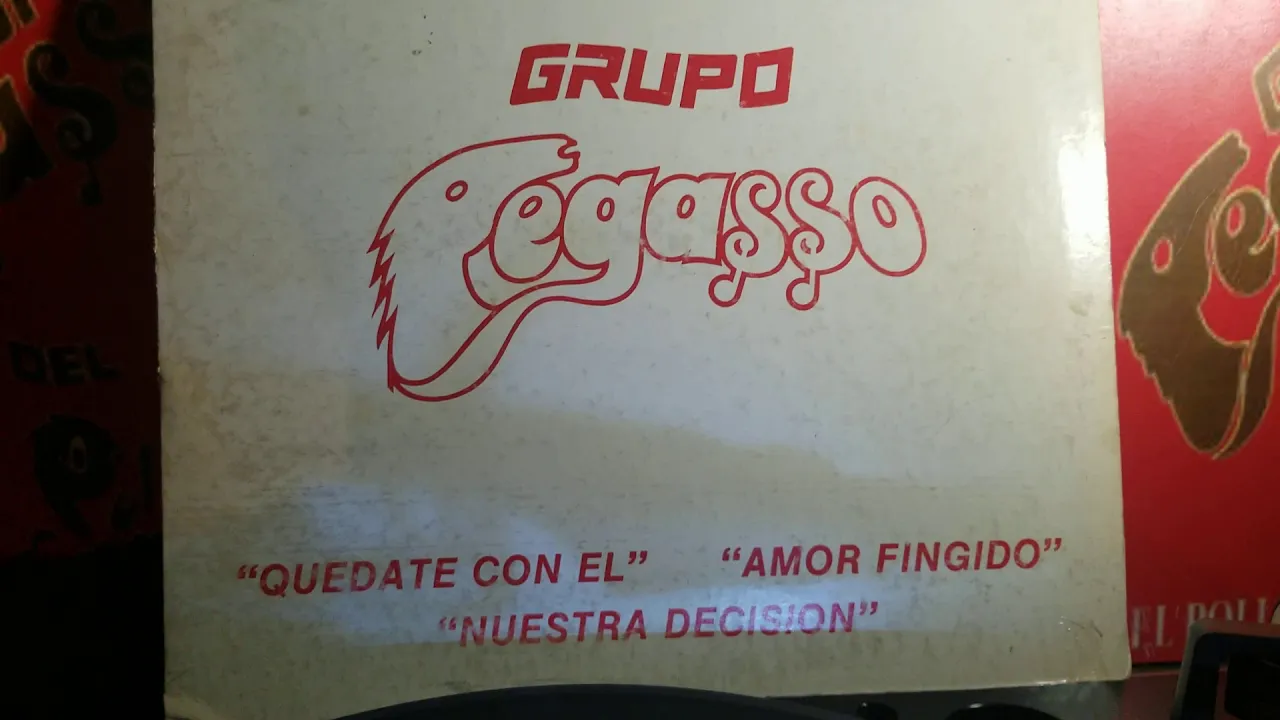 GRUPO
Pegasso
"QUEDATE CON EL" "AMOR FINGIDO"
"NUESTRA DECISION"
DEL